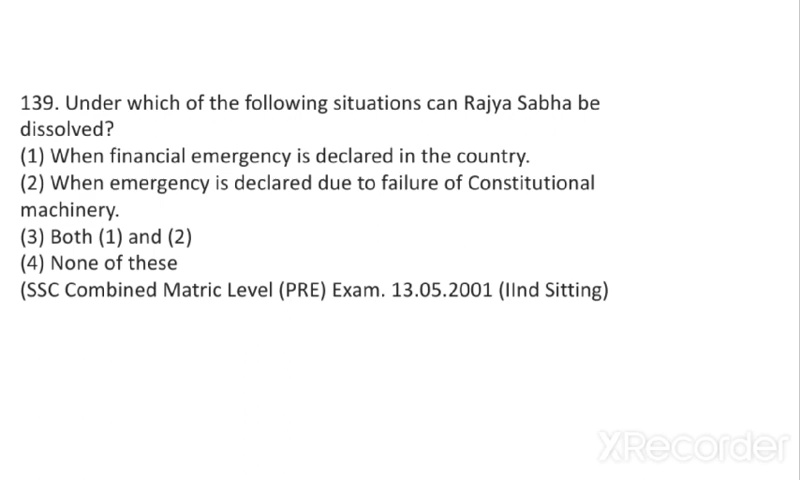 139. Under which of the following situations can Rajya Sabha be
dissolved?
(1) When financial emergency is declared in the country.
(2) When emergency is declared due to failure of Constitutional
machinery.
(3) Both (1) and (2)
(4) None of these
(SSC Combined Matric Level (PRE) Exam. 13.05.2001 (IInd Sitting)
XRecorder